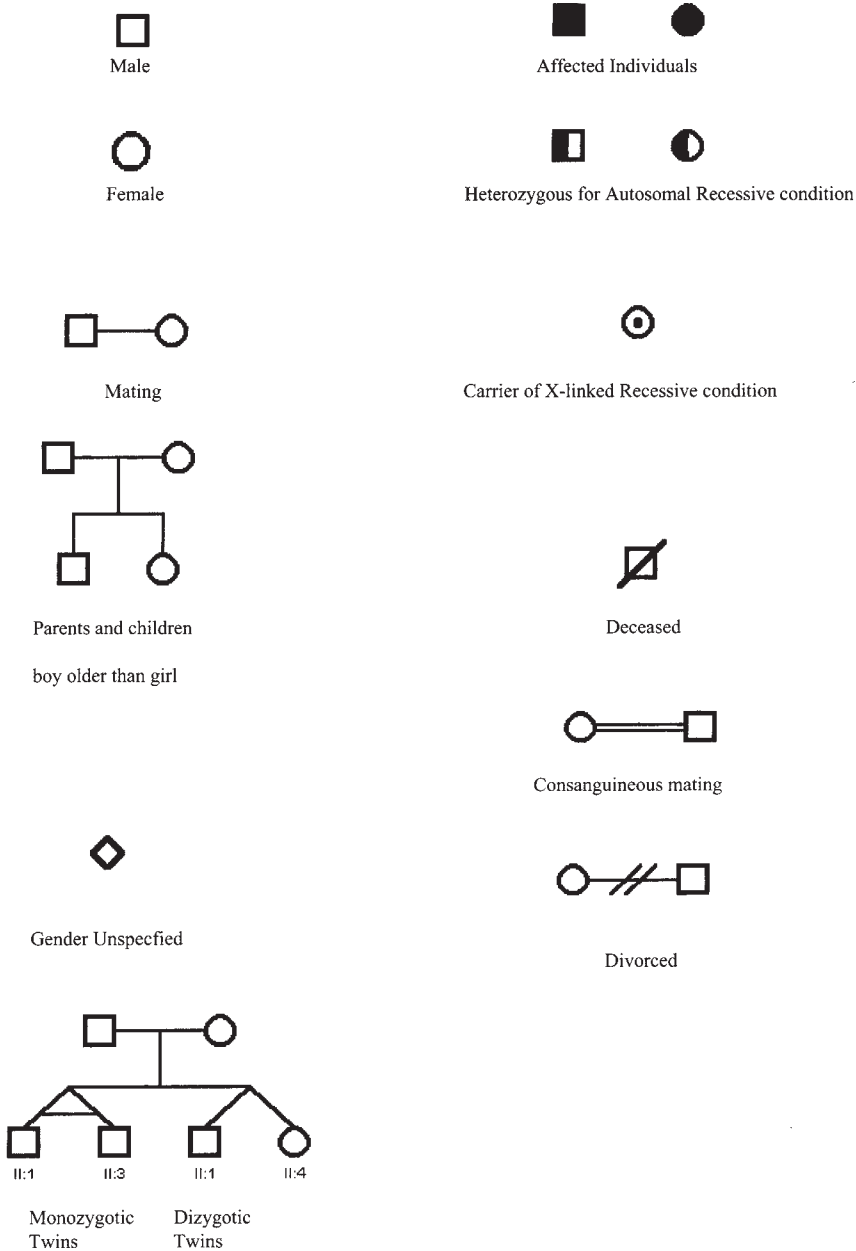 Male
Female
Mating
Parents and children
boy older than girl
Gender Unspecfied
II:1 II:3 II:1 II:4
Monozygotic Dizygotic
Twins Twins
Affected Individuals
Heterozygous for Autosomal Recessive condition
Carrier of X-linked Recessive condition
Deceased
Consanguineous mating
Divorced